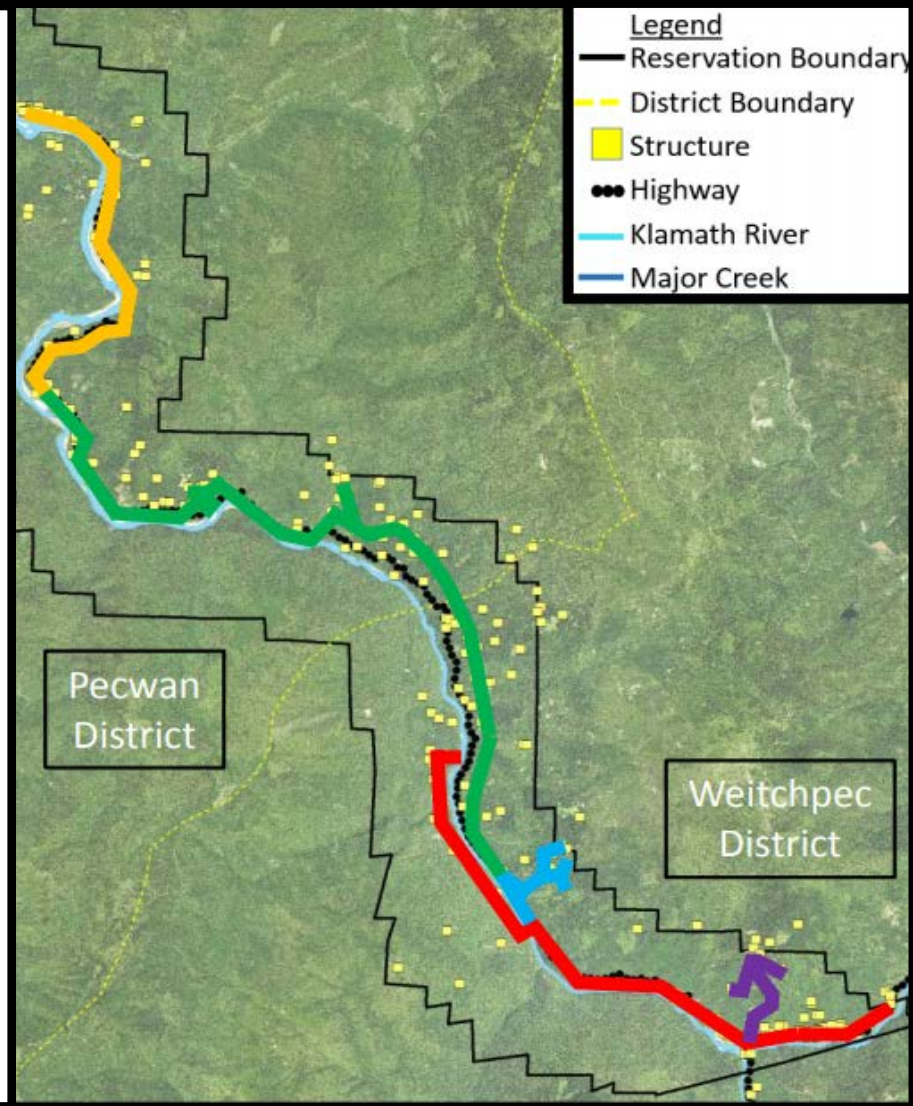 Legend
Reservation Boundary
District Boundary
Structure
Highway
Klamath River
Major Creek
Pecwan
District
Weitchpec
District